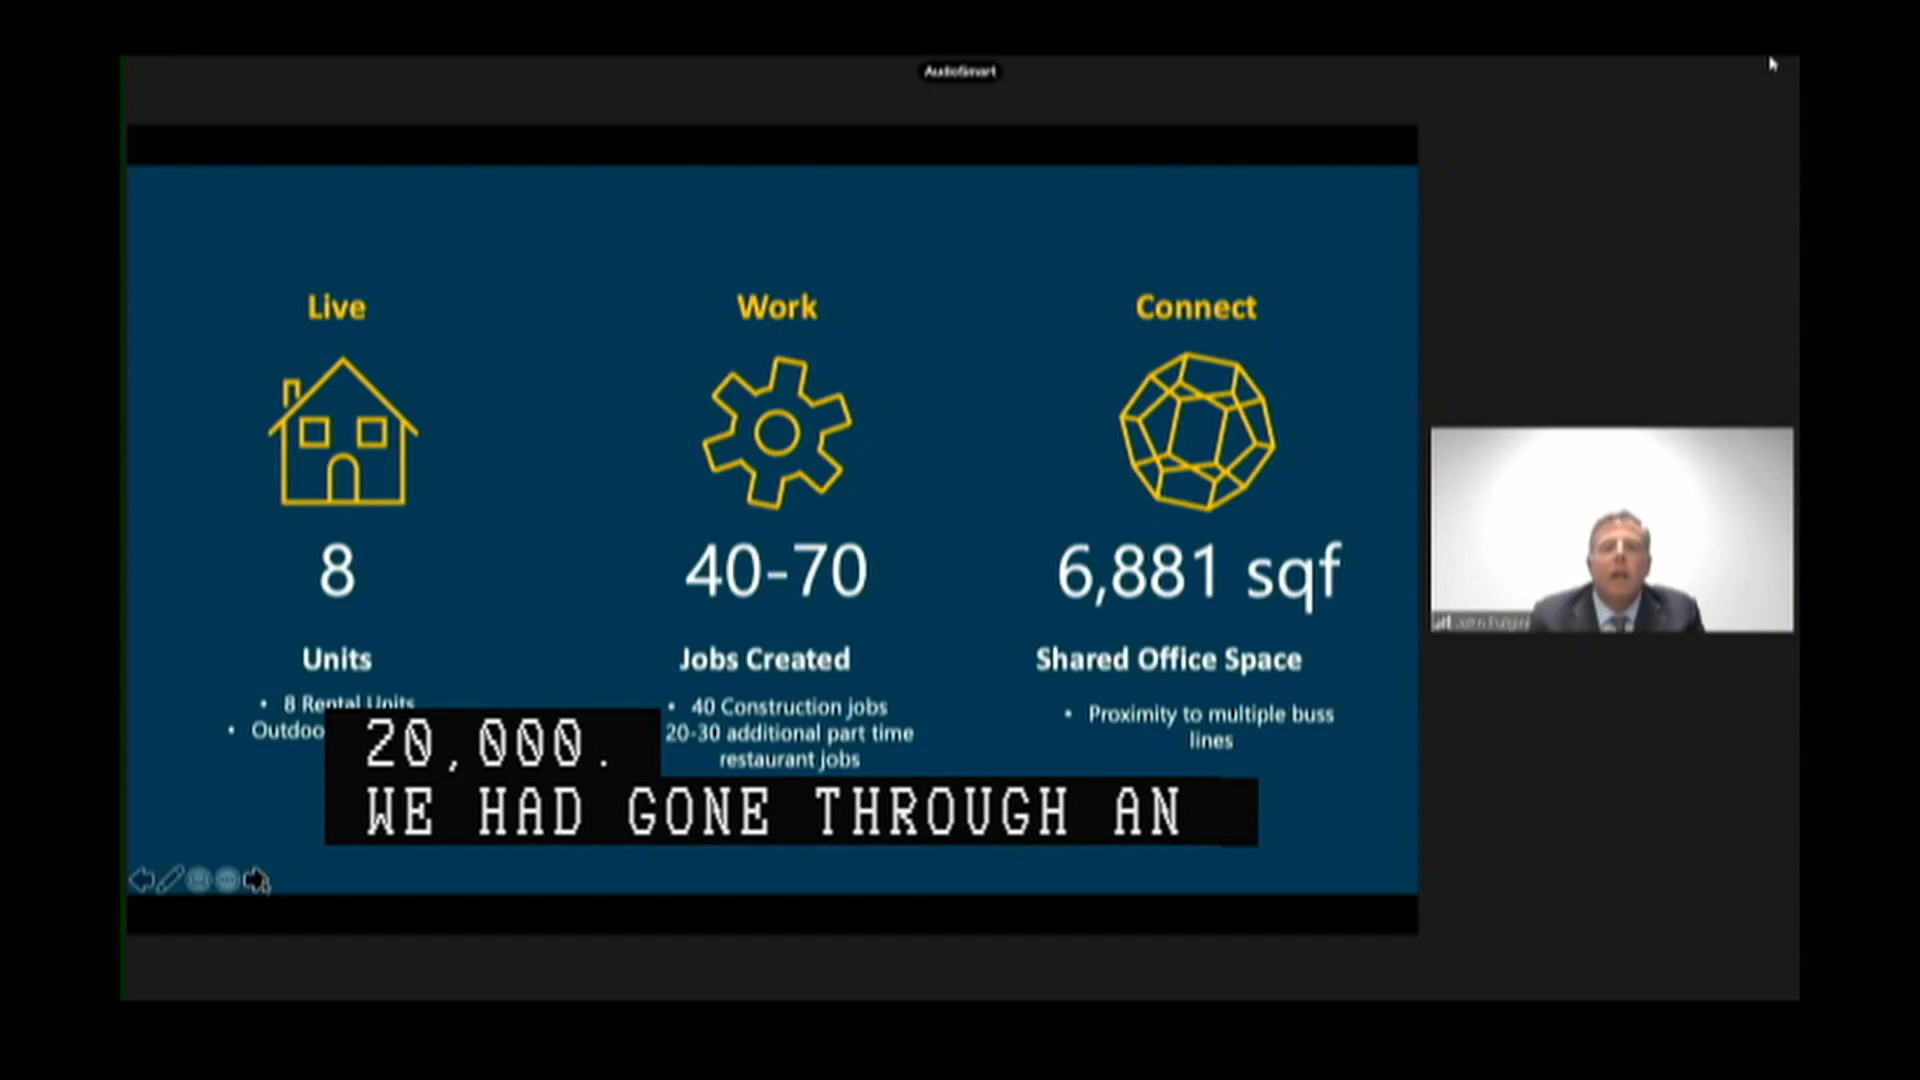 AudioSmart
Live
Work
Connect
8
40-70
6,881 sqf
Units
Jobs Created
Shared Office Space
• 8 Rental Units
• 40 Construction jobs
20-30 additional part time
restaurant jobs
• Proximity to multiple buss
lines
20,000.
WE HAD GONE THROUGH AN
John